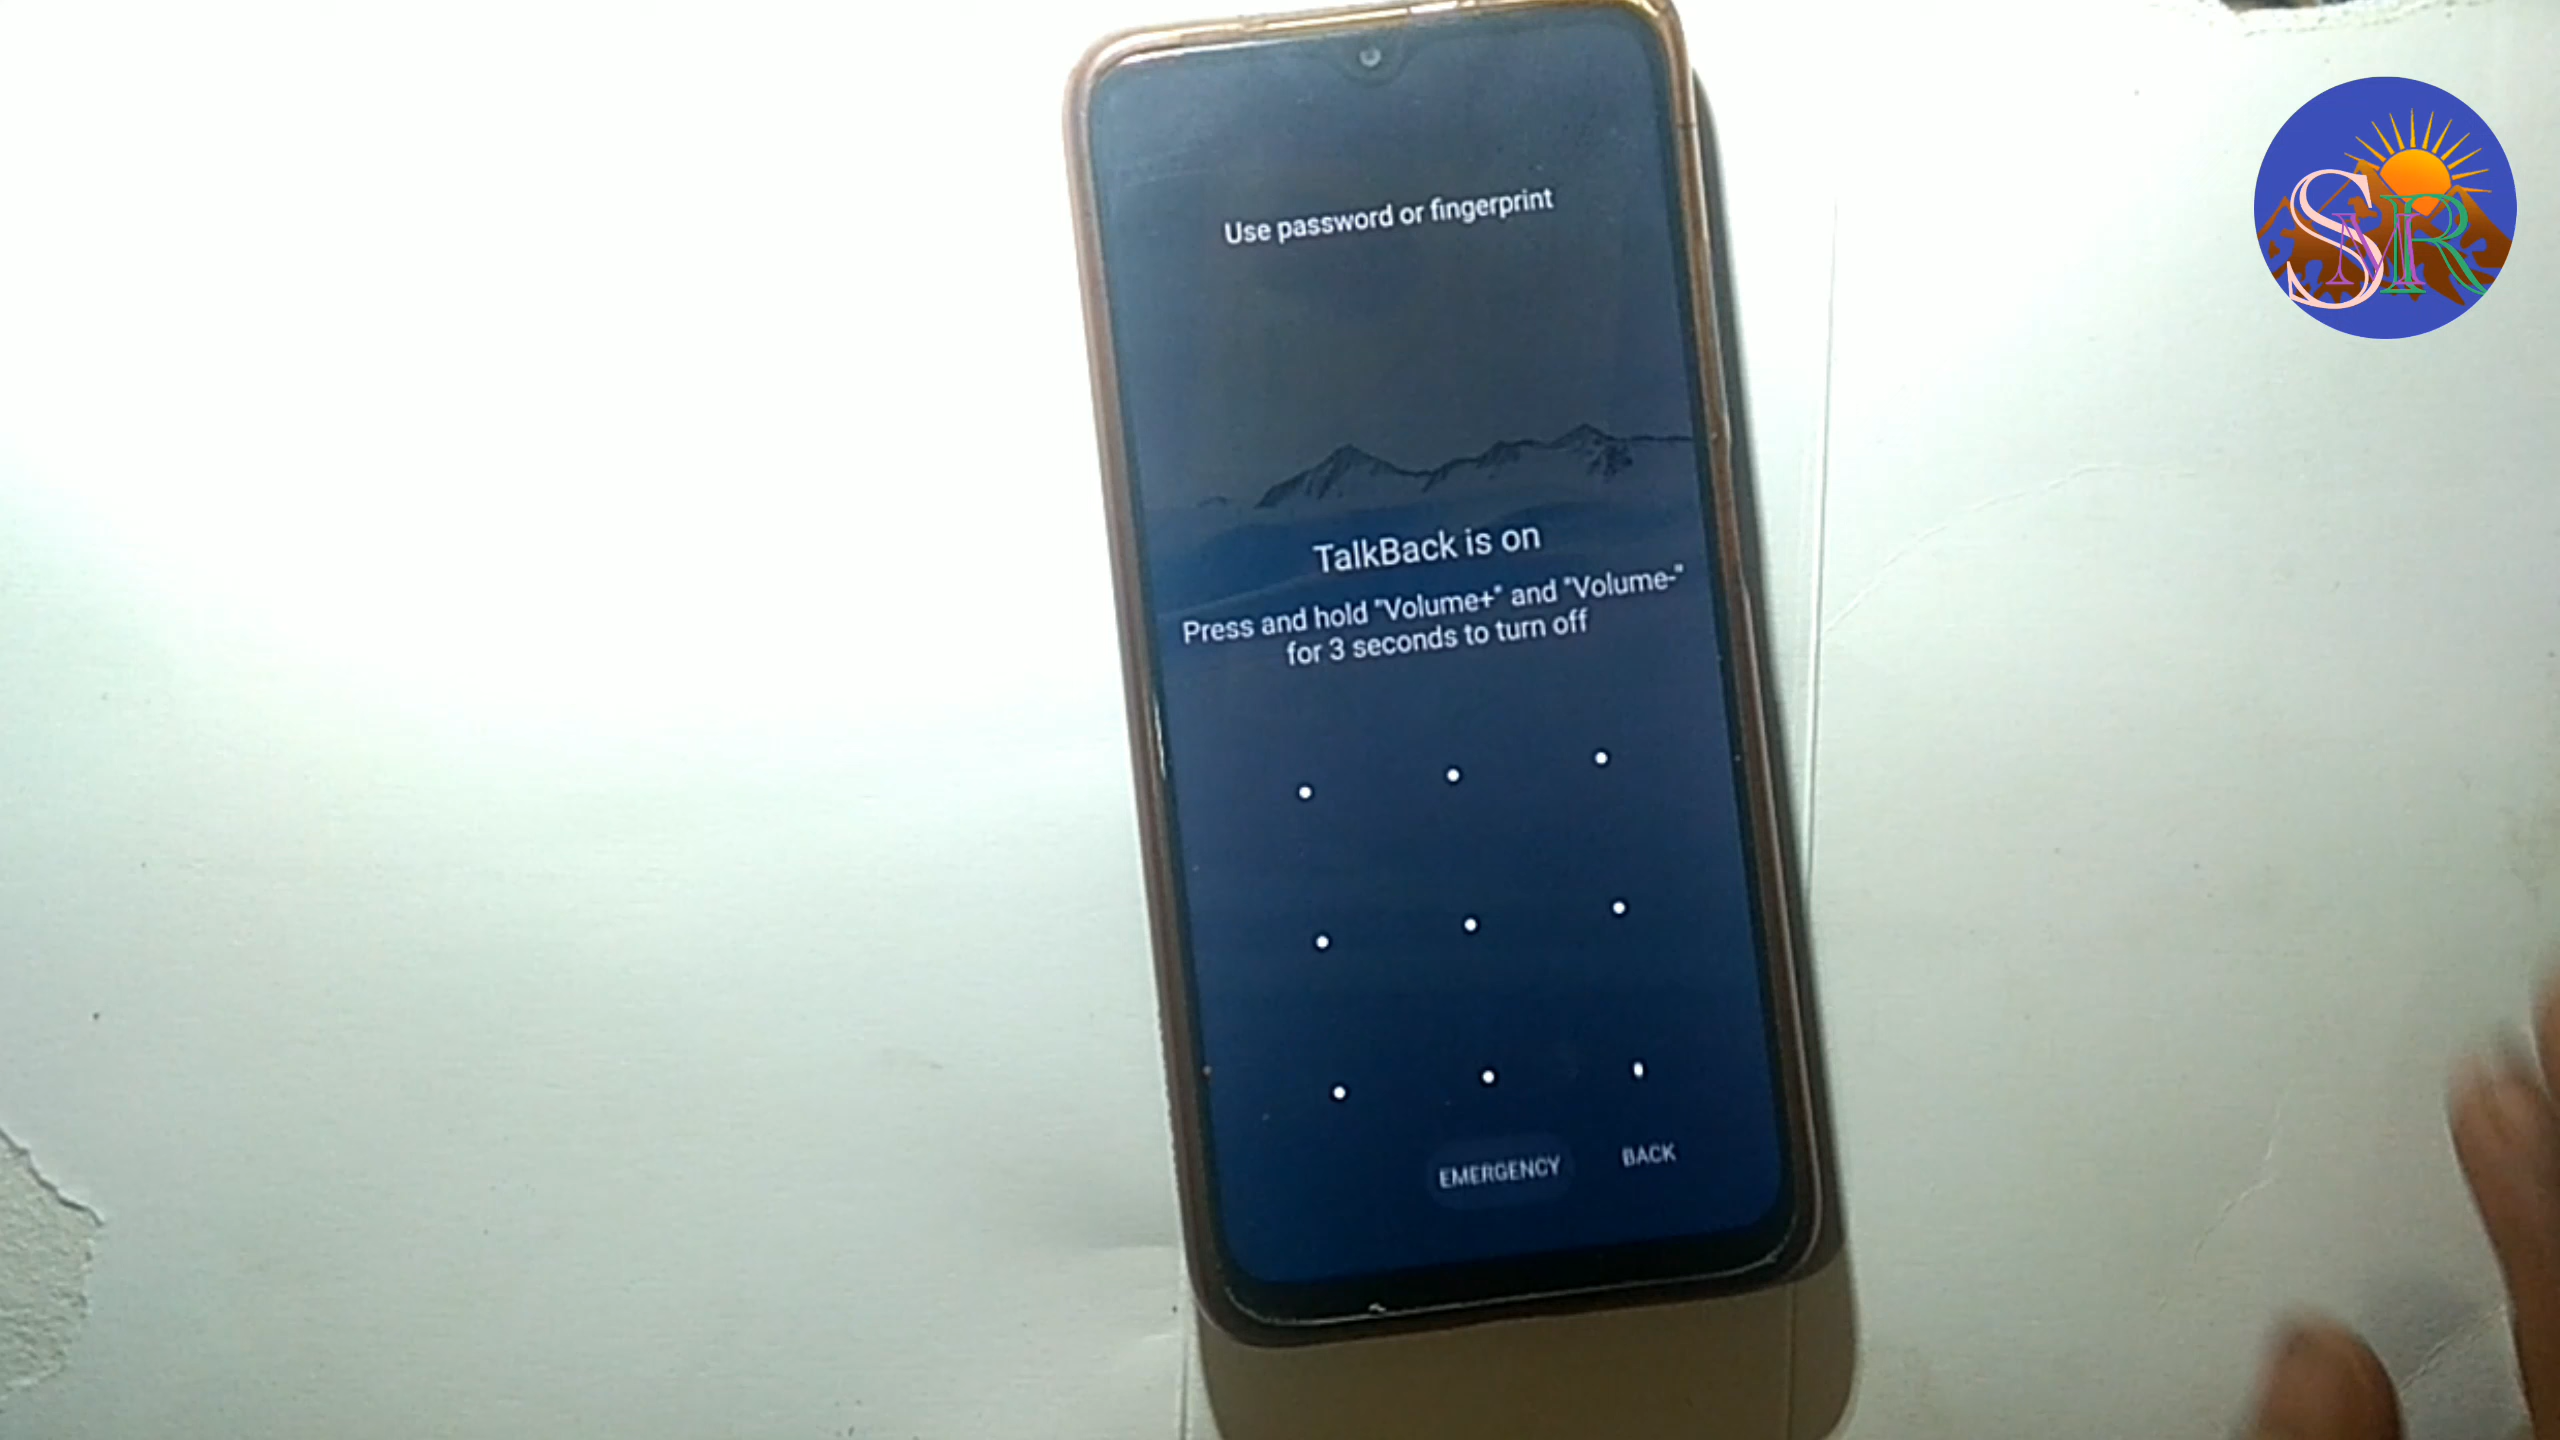 SMR
Use password or fingerprint
TalkBack is on
Press and hold "Volume+" and "Volume-"
for 3 seconds to turn off
EMERGENCY
BACK